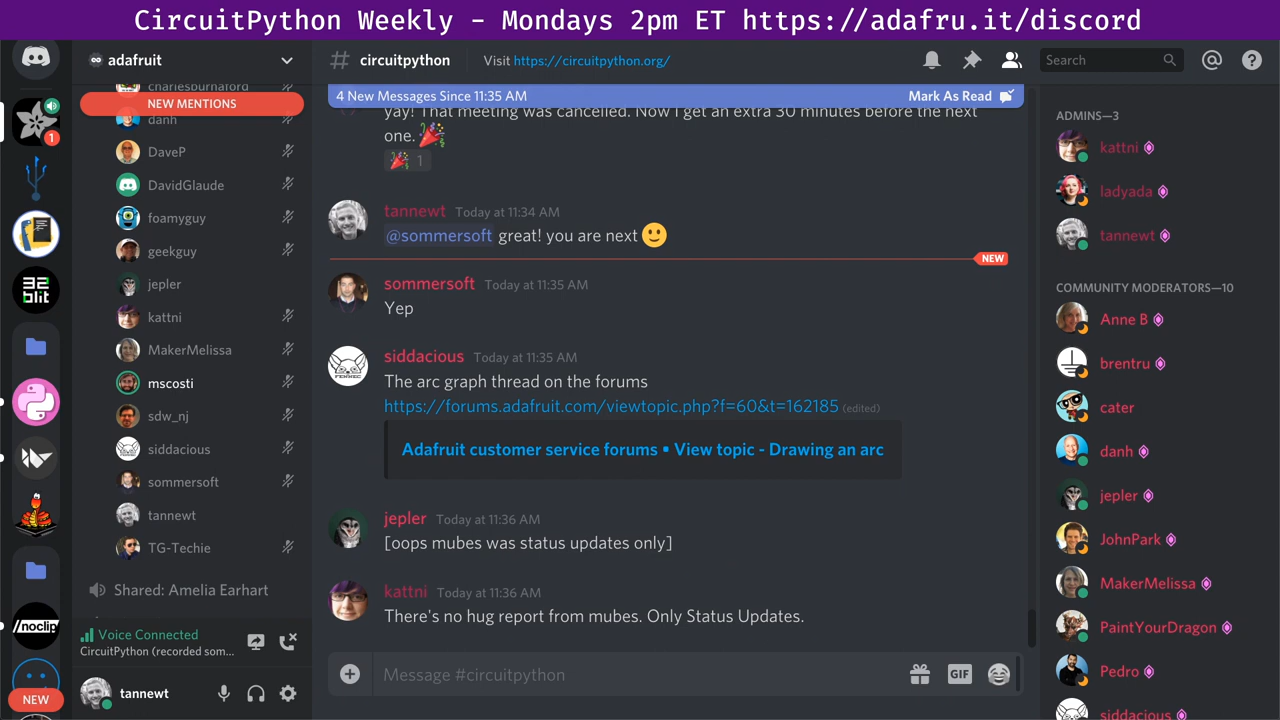 CircuitPython Weekly - Mondays 2pm ET https://adafru.it/discord
adafruit
charlesburnaford
NEW MENTIONS
danh
DaveP
DavidGlaude
foamyguy
geekguy
jepler
kattni
MakerMelissa
mscosti
sdw_nj
siddacious
sommersoft
tannewt
TG-Techie
Shared: Amelia Earhart
Voice Connected
CircuitPython (recorded som...
tannewt
1
32blit
/noclip
NEW
# circuitpython
Visit https://circuitpython.org/
Search
4 New Messages Since 11:35 AM
Mark As Read
yay! That meeting was cancelled. Now I get an extra 30 minutes before the next
one. 🎉
🎉 1
tannewt Today at 11:34 AM
@sommersoft great! you are next 🙂
NEW
sommersoft Today at 11:35 AM
Yep
siddacious Today at 11:35 AM
The arc graph thread on the forums
https://forums.adafruit.com/viewtopic.php?f=60&t=162185 (edited)
Adafruit customer service forums • View topic - Drawing an arc
jepler Today at 11:36 AM
[oops mubes was status updates only]
kattni Today at 11:36 AM
There's no hug report from mubes. Only Status Updates.
Message #circuitpython
GIF
ADMINS—3
kattni
ladyada
tannewt
COMMUNITY MODERATORS—10
Anne B
brentru
cater
danh
jepler
JohnPark
MakerMelissa
PaintYourDragon
Pedro
siddacious